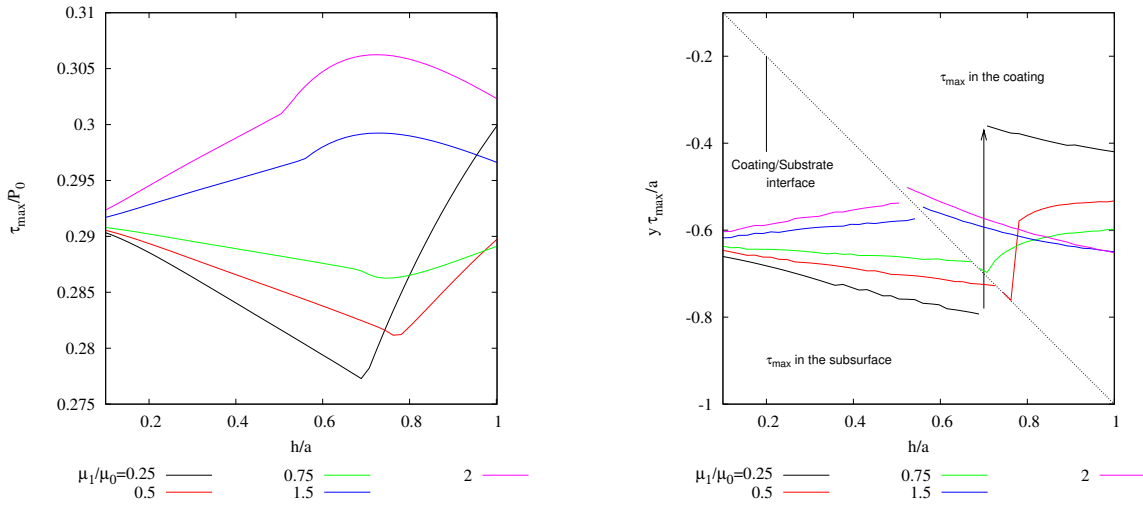 0.31
0.305
0.3
0.295
0.29
0.285
0.28
0.275
τmax/P0
0.2 0.4 0.6 0.8 1
h/a
μ1/μ0=0.25 0.75 2
0.5 1.5
-0.2
-0.4
-0.6
-0.8
-1
y τmax/a
τmax in the coating
Coating/Substrate
interface
τmax in the subsurface
0.2 0.4 0.6 0.8 1
h/a
μ1/μ0=0.25 0.75 2
0.5 1.5